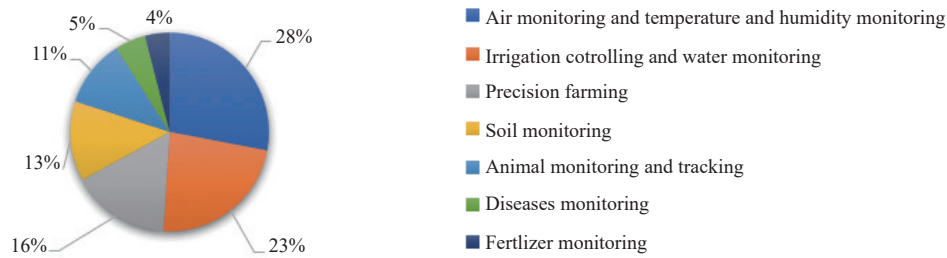 4%
5%
28%
11%
13%
16%
23%
Air monitoring and temperature and humidity monitoring
Irrigation cotrolling and water monitoring
Precision farming
Soil monitoring
Animal monitoring and tracking
Diseases monitoring
Fertlizer monitoring